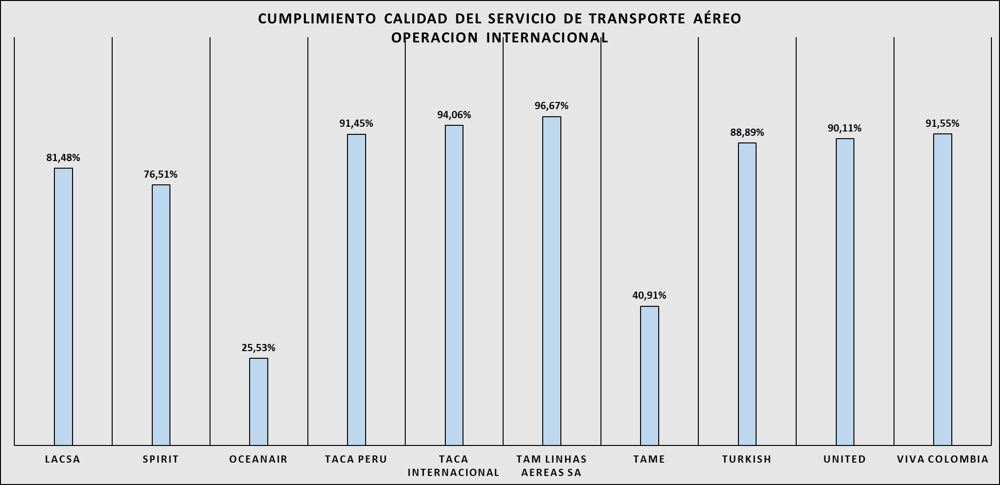 CUMPLIMIENTO CALIDAD DEL SERVICIO DE TRANSPORTE AÉREO
OPERACION INTERNACIONAL
81,48%
76,51%
25,53%
91,45%
94,06%
96,67%
40,91%
88,89%
90,11%
91,55%
LACSA
SPIRIT
OCEANAIR
TACA PERU
TACA
INTERNACIONAL
TAM LINHAS
AEREAS SA
TAME
TURKISH
UNITED
VIVA COLOMBIA